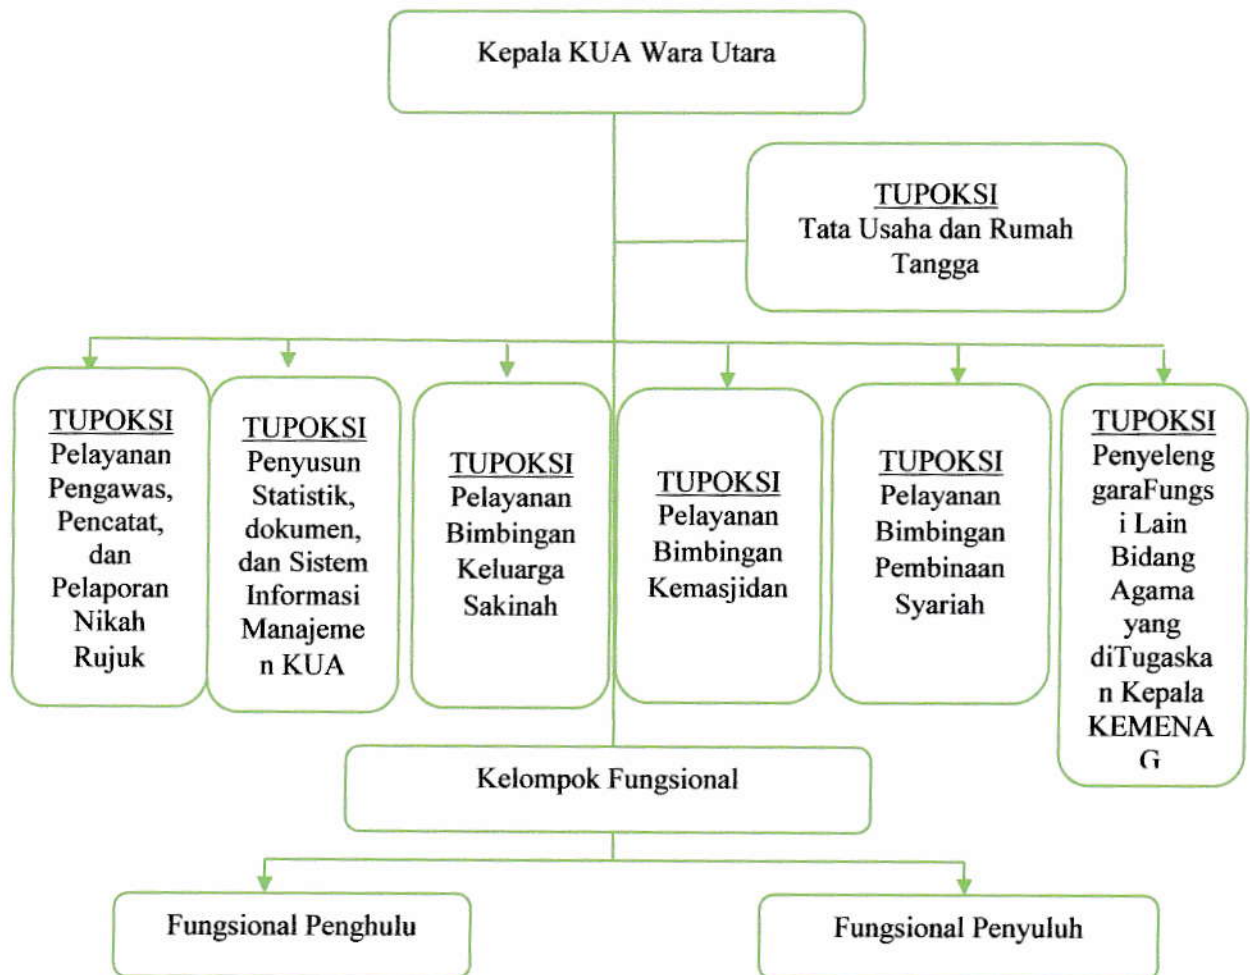 Kepala KUA Wara Utara
TUPOKSI
Tata Usaha dan Rumah
Tangga
TUPOKSI
Pelayanan
Pengawas,
Pencatat,
dan
Pelaporan
Nikah
Rujuk
TUPOKSI
Penyusun
Statistik,
dokumen,
dan Sistem
Informasi
Manajeme
n KUA
TUPOKSI
Pelayanan
Bimbingan
Keluarga
Sakinah
TUPOKSI
Pelayanan
Bimbingan
Kemasjidan
TUPOKSI
Pelayanan
Bimbingan
Pembinaan
Syariah
TUPOKSI
Penyeleng
garaFungs
i Lain
Bidang
Agama
yang
diTugaska
n Kepala
KEMENA
G
Kelompok Fungsional
Fungsional Penghulu
Fungsional Penyuluh